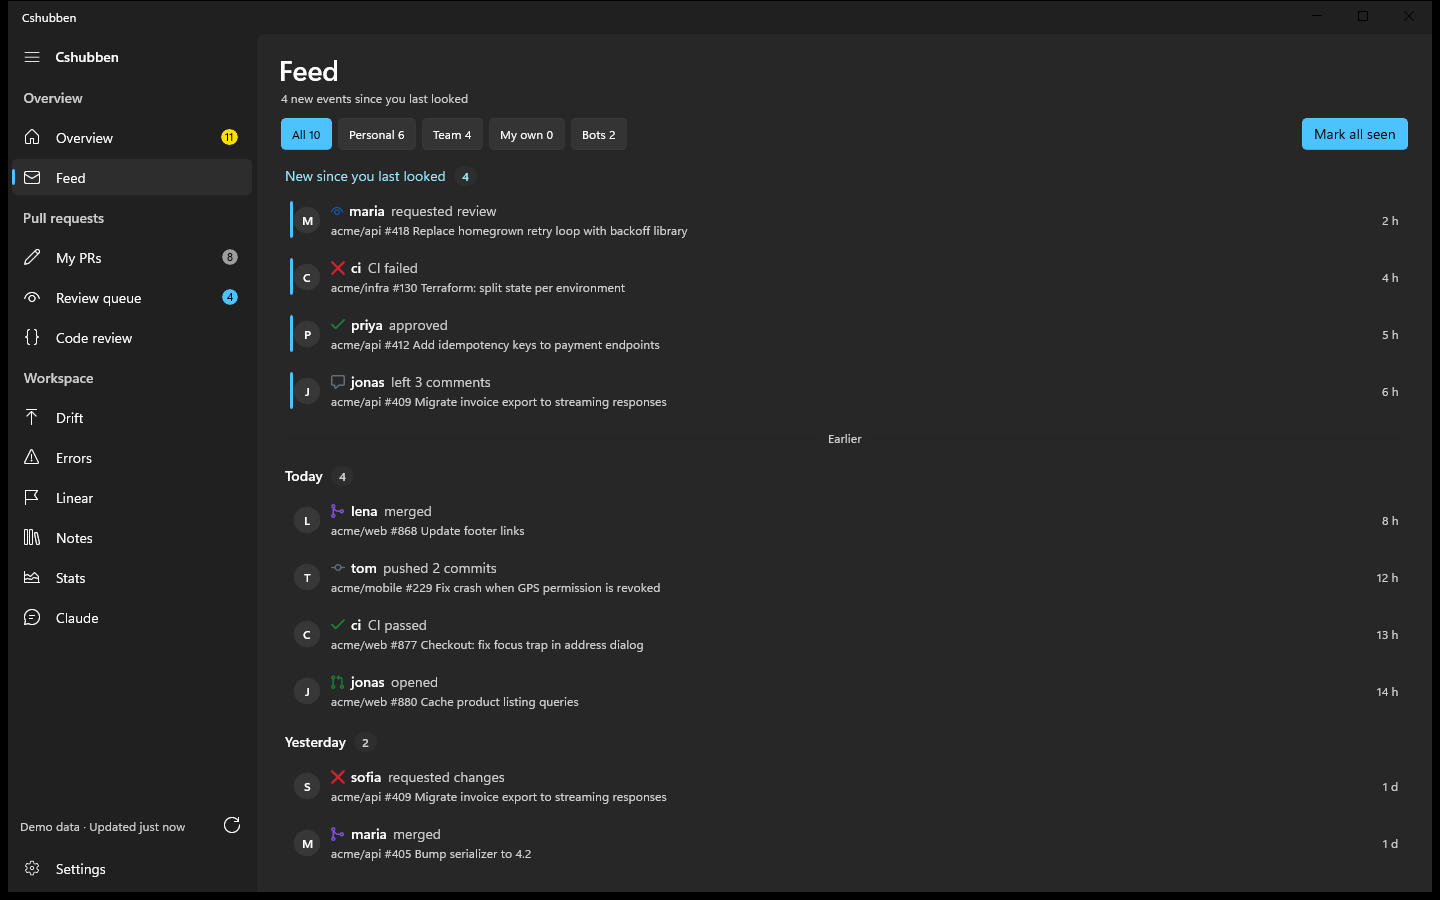 Cshubben
Cshubben
Overview
Overview 11
Feed
Pull requests
My PRs 8
Review queue 4
Code review
Workspace
Drift
Errors
Linear
Notes
Stats
Claude
Demo data · Updated just now
Settings
Feed
4 new events since you last looked
All 10 Personal 6 Team 4 My own 0 Bots 2 Mark all seen
New since you last looked 4
M maria requested review 2 h
acme/api #418 Replace homegrown retry loop with backoff library
C ci CI failed 4 h
acme/infra #130 Terraform: split state per environment
P priya approved 5 h
acme/api #412 Add idempotency keys to payment endpoints
J jonas left 3 comments 6 h
acme/api #409 Migrate invoice export to streaming responses
Earlier
Today 4
L lena merged 8 h
acme/web #868 Update footer links
T tom pushed 2 commits 12 h
acme/mobile #229 Fix crash when GPS permission is revoked
C ci CI passed 13 h
acme/web #877 Checkout: fix focus trap in address dialog
J jonas opened 14 h
acme/web #880 Cache product listing queries
Yesterday 2
S sofia requested changes 1 d
acme/api #409 Migrate invoice export to streaming responses
M maria merged 1 d
acme/api #405 Bump serializer to 4.2